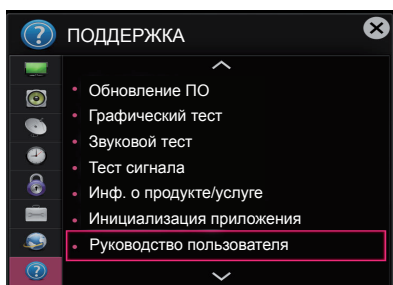 ПОДДЕРЖКА
Обновление ПО
Графический тест
Звуковой тест
Тест сигнала
Инф. о продукте/услуге
Инициализация приложения
Руководство пользователя